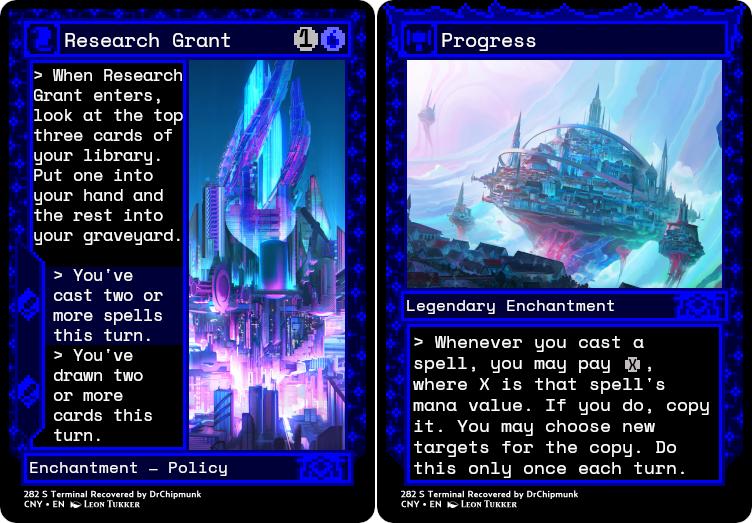 Research Grant 1
> When Research
Grant enters,
look at the top
three cards of
your library.
Put one into
your hand and
the rest into
your graveyard.
> You've
cast two or
more spells
this turn.
> You've
drawn two
or more
cards this
turn.
Enchantment — Policy
282 S Terminal Recovered by DrChipmunk
CNY • EN Leon Tukker
Progress
Legendary Enchantment
> Whenever you cast a
spell, you may pay X,
where X is that spell's
mana value. If you do, copy
it. You may choose new
targets for the copy. Do
this only once each turn.
282 S Terminal Recovered by DrChipmunk
CNY • EN Leon Tukker